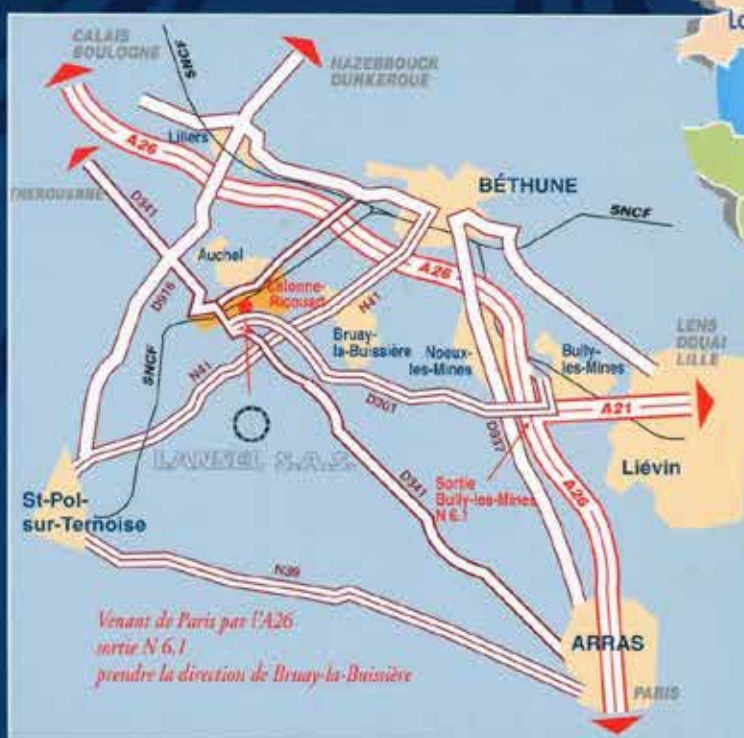 Lo
CALAIS
BOULOGNE
SNCF
HAZEBROUCK
DUNKERQUE
Lillers
A26
THEROUANNE
D341
BÉTHUNE
SNCF
Auchel
A26
D916
Calonne-
Ricouart
N41
LENS
DOUAI
LILLE
Bruay
la-Buissière
Noeux-
les-Mines
Bully-
les-Mines
SNCF
N41
D301
A21
D937
LANSEL S.A.S.
Liévin
D341
Sortie
Bully-les-Mines
N 6.1
A26
St-Pol-
sur-Ternoise
N39
Venant de Paris par l'A26
sortie N 6.1
prendre la direction de Bruay-la-Buissière
ARRAS
PARIS